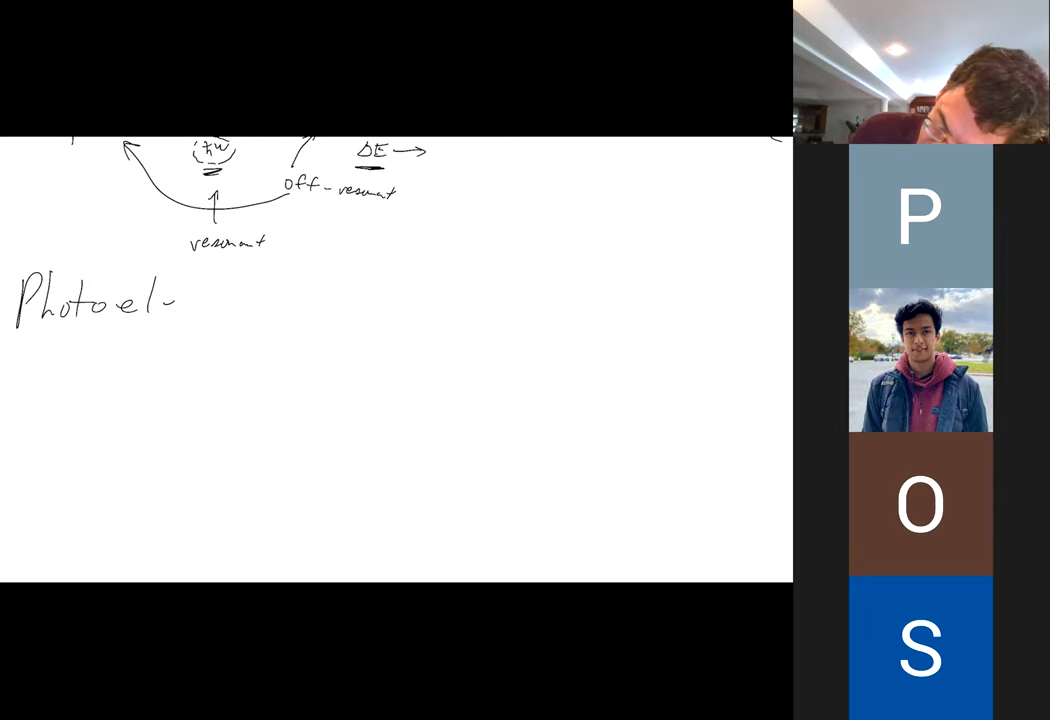 ħω
ΔE →
off-resonant
resonant
Photoel-
P
O
S